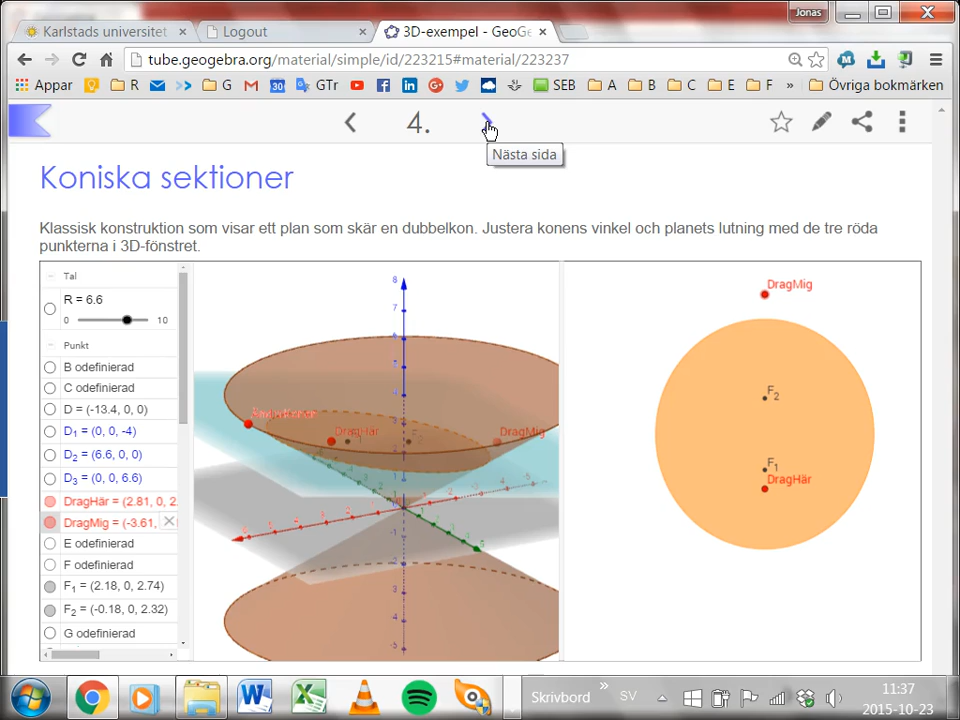 Jonas
Karlstads universitet
Logout
3D-exempel - GeoGe
tube.geogebra.org/material/simple/id/223215#material/223237
Appar
R
G
30
GTr
SEB
A
B
C
E
F
»
Övriga bokmärken
4.
Nästa sida
Koniska sektioner
Klassisk konstruktion som visar ett plan som skär en dubbelkon. Justera konens vinkel och planets lutning med de tre röda
punkterna i 3D-fönstret.
Tal
R = 6.6
0 10
Punkt
B odefinierad
C odefinierad
D = (-13.4, 0, 0)
D₁ = (0, 0, -4)
D₂ = (6.6, 0, 0)
D₃ = (0, 0, 6.6)
DragHär = (2.81, 0, 2.
DragMig = (-3.61,
E odefinierad
F odefinierad
F₁ = (2.18, 0, 2.74)
F₂ = (-0.18, 0, 2.32)
G odefinierad
8
7
DragHär
DragMig
DragMig
F₂
F₁
DragHär
Skrivbord
»
SV
11:37
2015-10-23